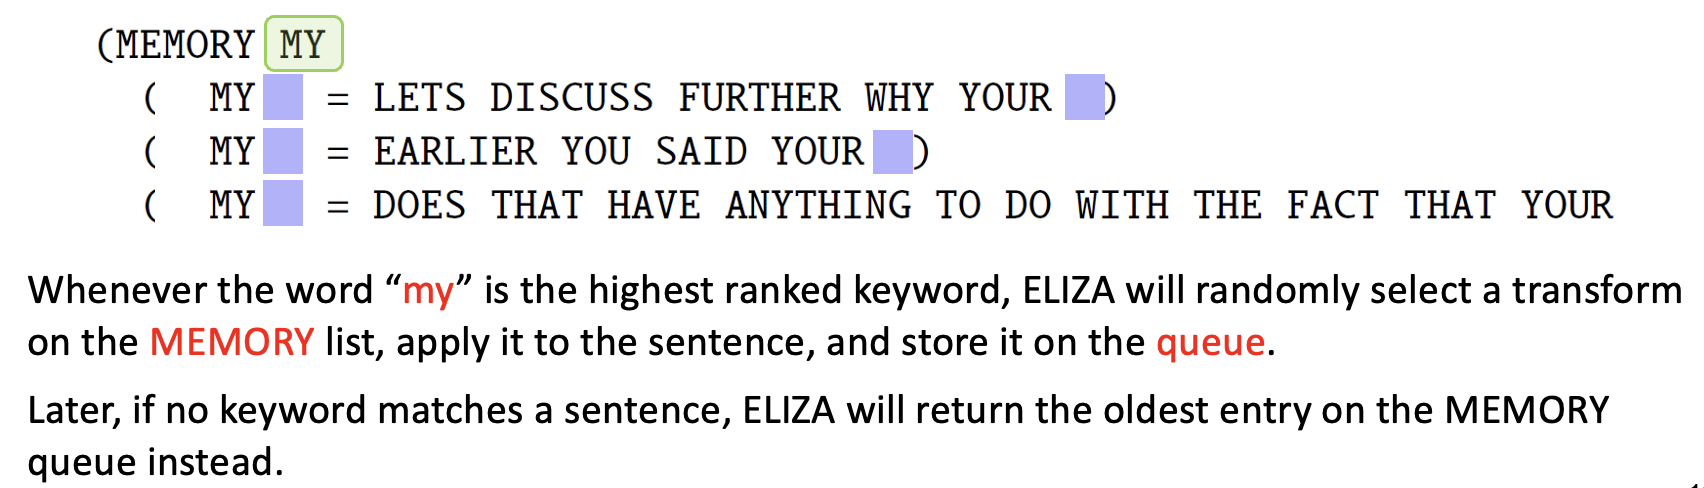 (MEMORY MY
( MY = LETS DISCUSS FURTHER WHY YOUR )
( MY = EARLIER YOU SAID YOUR )
( MY = DOES THAT HAVE ANYTHING TO DO WITH THE FACT THAT YOUR
Whenever the word “my” is the highest ranked keyword, ELIZA will randomly select a transform
on the MEMORY list, apply it to the sentence, and store it on the queue.
Later, if no keyword matches a sentence, ELIZA will return the oldest entry on the MEMORY
queue instead.